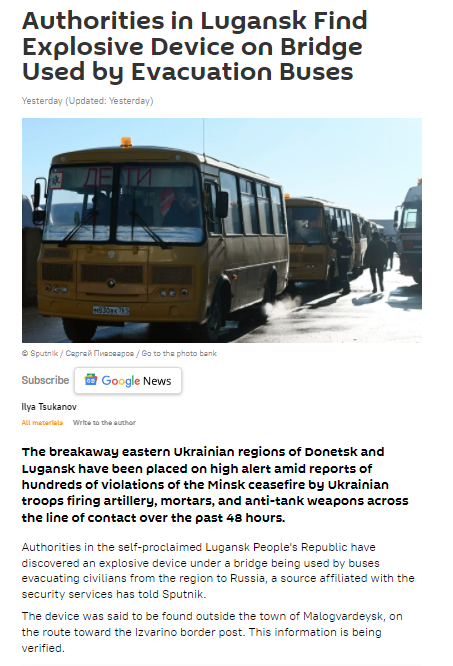 Authorities in Lugansk Find
Explosive Device on Bridge
Used by Evacuation Buses
Yesterday (Updated: Yesterday)
ДЕТИ
© Sputnik / Сергей Пивоваров / Go to the photo bank
Subscribe
Google News
Ilya Tsukanov
All materials Write to the author
The breakaway eastern Ukrainian regions of Donetsk and
Lugansk have been placed on high alert amid reports of
hundreds of violations of the Minsk ceasefire by Ukrainian
troops firing artillery, mortars, and anti-tank weapons across
the line of contact over the past 48 hours.
Authorities in the self-proclaimed Lugansk People's Republic have
discovered an explosive device under a bridge being used by buses
evacuating civilians from the region to Russia, a source affiliated with the
security services has told Sputnik.
The device was said to be found outside the town of Malogvardeysk, on
the route toward the Izvarino border post. This information is being
verified.